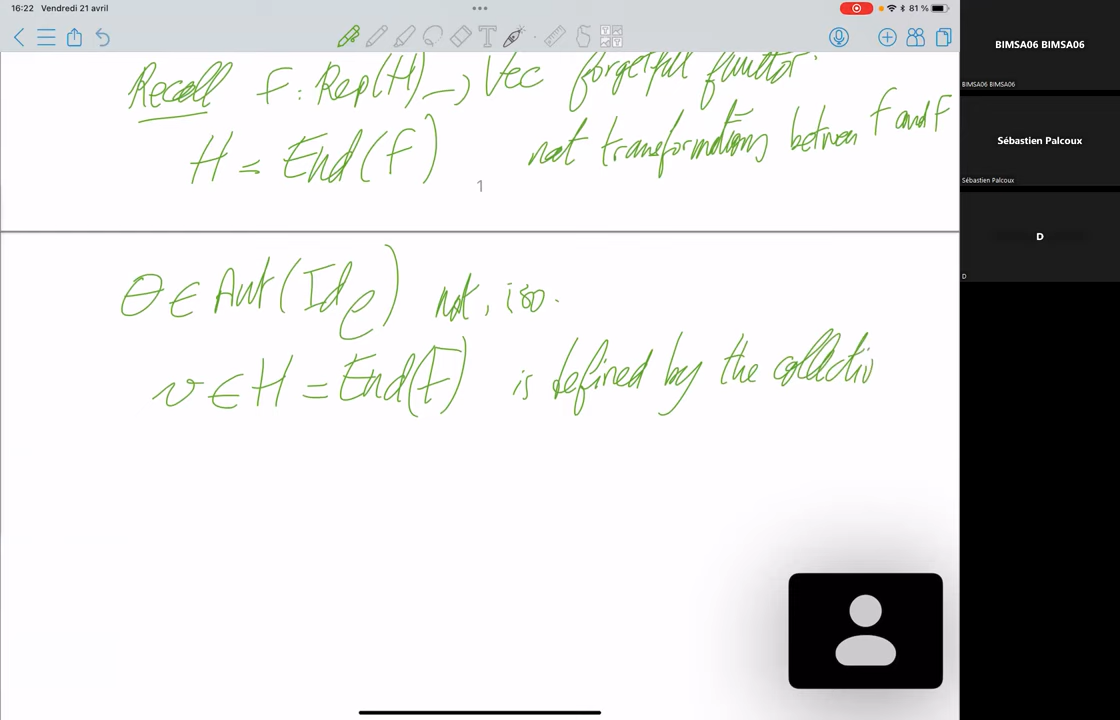 16:22 Vendredi 21 avril
81 %
Recall F : Rep(H) → Vec forgetful functor.
H = End(F) nat transformations between F and F
1
θ ∈ Aut(Id_C) nat, iso.
v ∈ H = End(F) is defined by the collectio
BIMSA06 BIMSA06
BIMSA06 BIMSA06
Sébastien Palcoux
Sébastien Palcoux
D
D